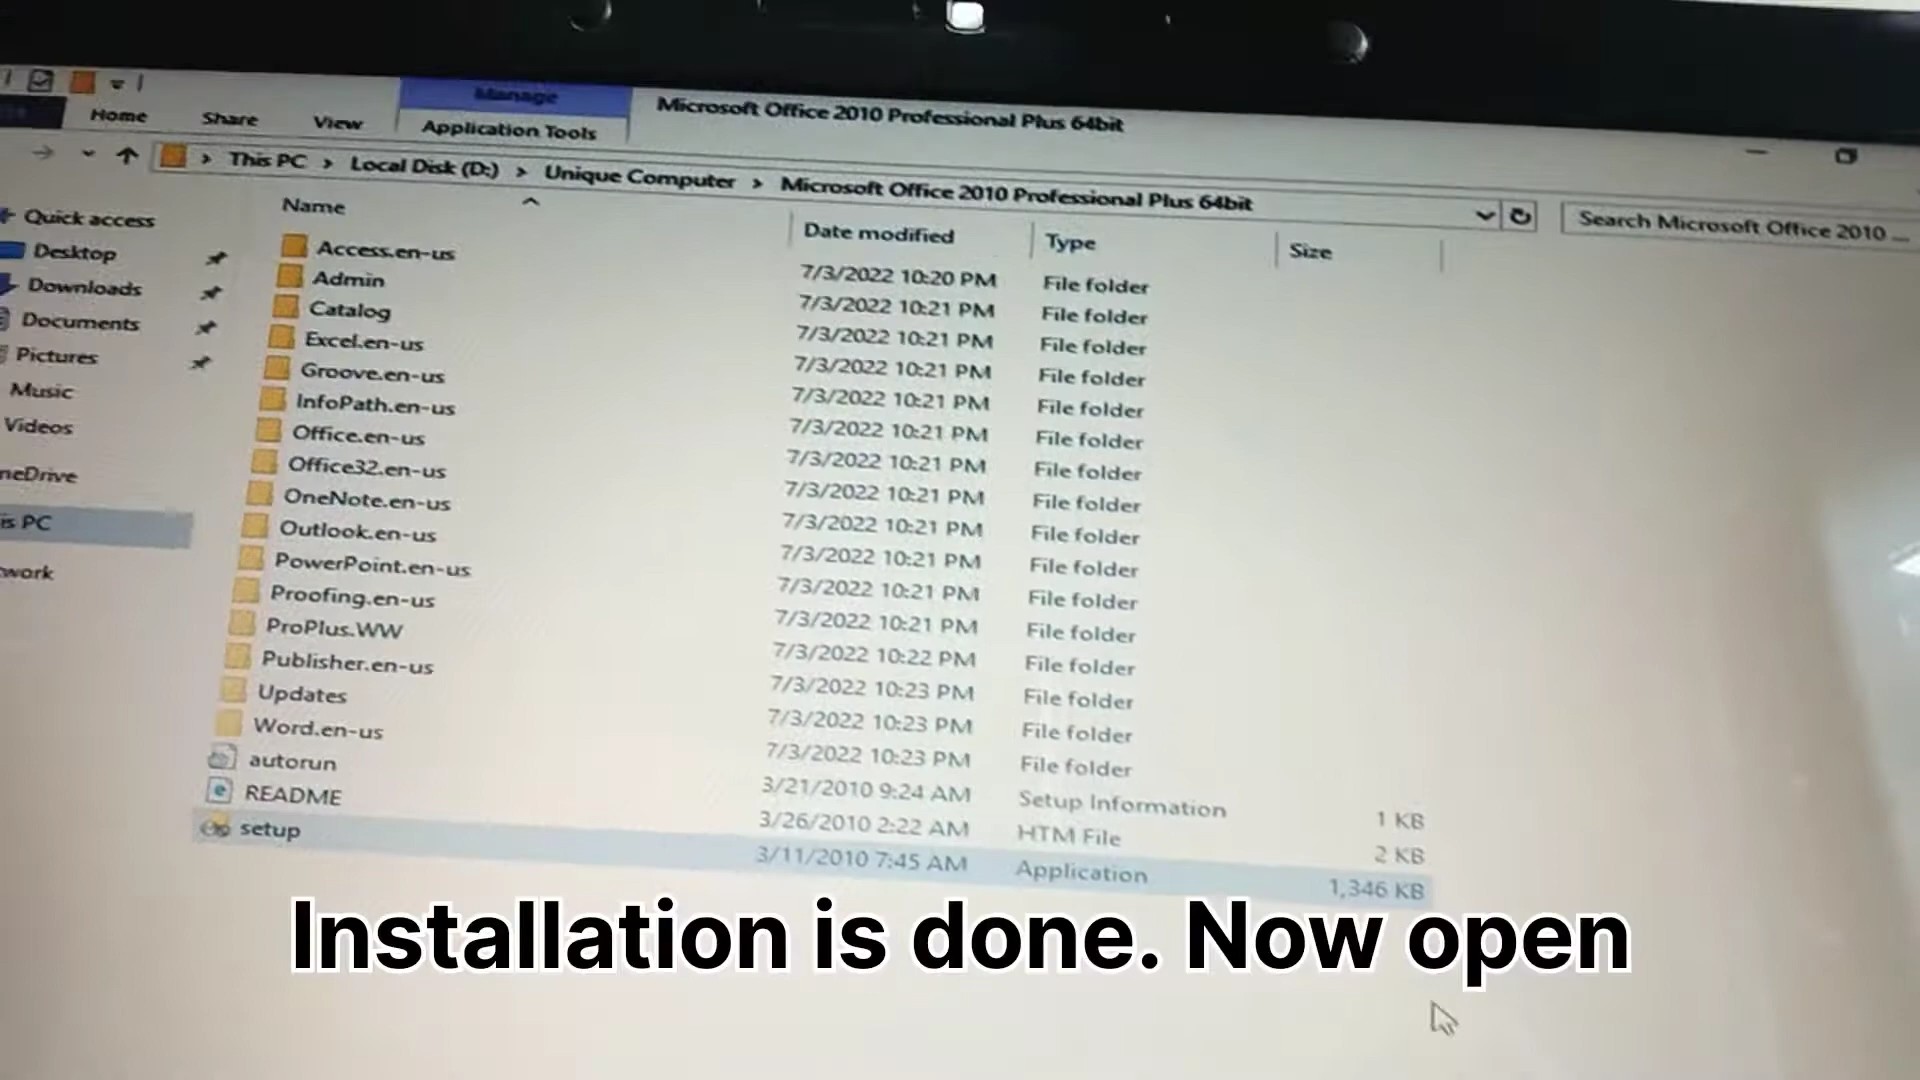 Manage
Home Share View Application Tools Microsoft Office 2010 Professional Plus 64bit
> This PC > Local Disk (D:) > Unique Computer > Microsoft Office 2010 Professional Plus 64bit
Search Microsoft Office 2010 ...
Quick access
Desktop
Downloads
Documents
Pictures
Music
Videos
neDrive
is PC
work
Name Date modified Type Size
Access.en-us 7/3/2022 10:20 PM File folder
Admin 7/3/2022 10:21 PM File folder
Catalog 7/3/2022 10:21 PM File folder
Excel.en-us 7/3/2022 10:21 PM File folder
Groove.en-us 7/3/2022 10:21 PM File folder
InfoPath.en-us 7/3/2022 10:21 PM File folder
Office.en-us 7/3/2022 10:21 PM File folder
Office32.en-us 7/3/2022 10:21 PM File folder
OneNote.en-us 7/3/2022 10:21 PM File folder
Outlook.en-us 7/3/2022 10:21 PM File folder
PowerPoint.en-us 7/3/2022 10:21 PM File folder
Proofing.en-us 7/3/2022 10:21 PM File folder
ProPlus.WW 7/3/2022 10:22 PM File folder
Publisher.en-us 7/3/2022 10:23 PM File folder
Updates 7/3/2022 10:23 PM File folder
Word.en-us 7/3/2022 10:23 PM File folder
autorun 3/21/2010 9:24 AM Setup Information 1 KB
README 3/26/2010 2:22 AM HTM File 2 KB
setup 3/11/2010 7:45 AM Application 1,346 KB
Installation is done. Now open